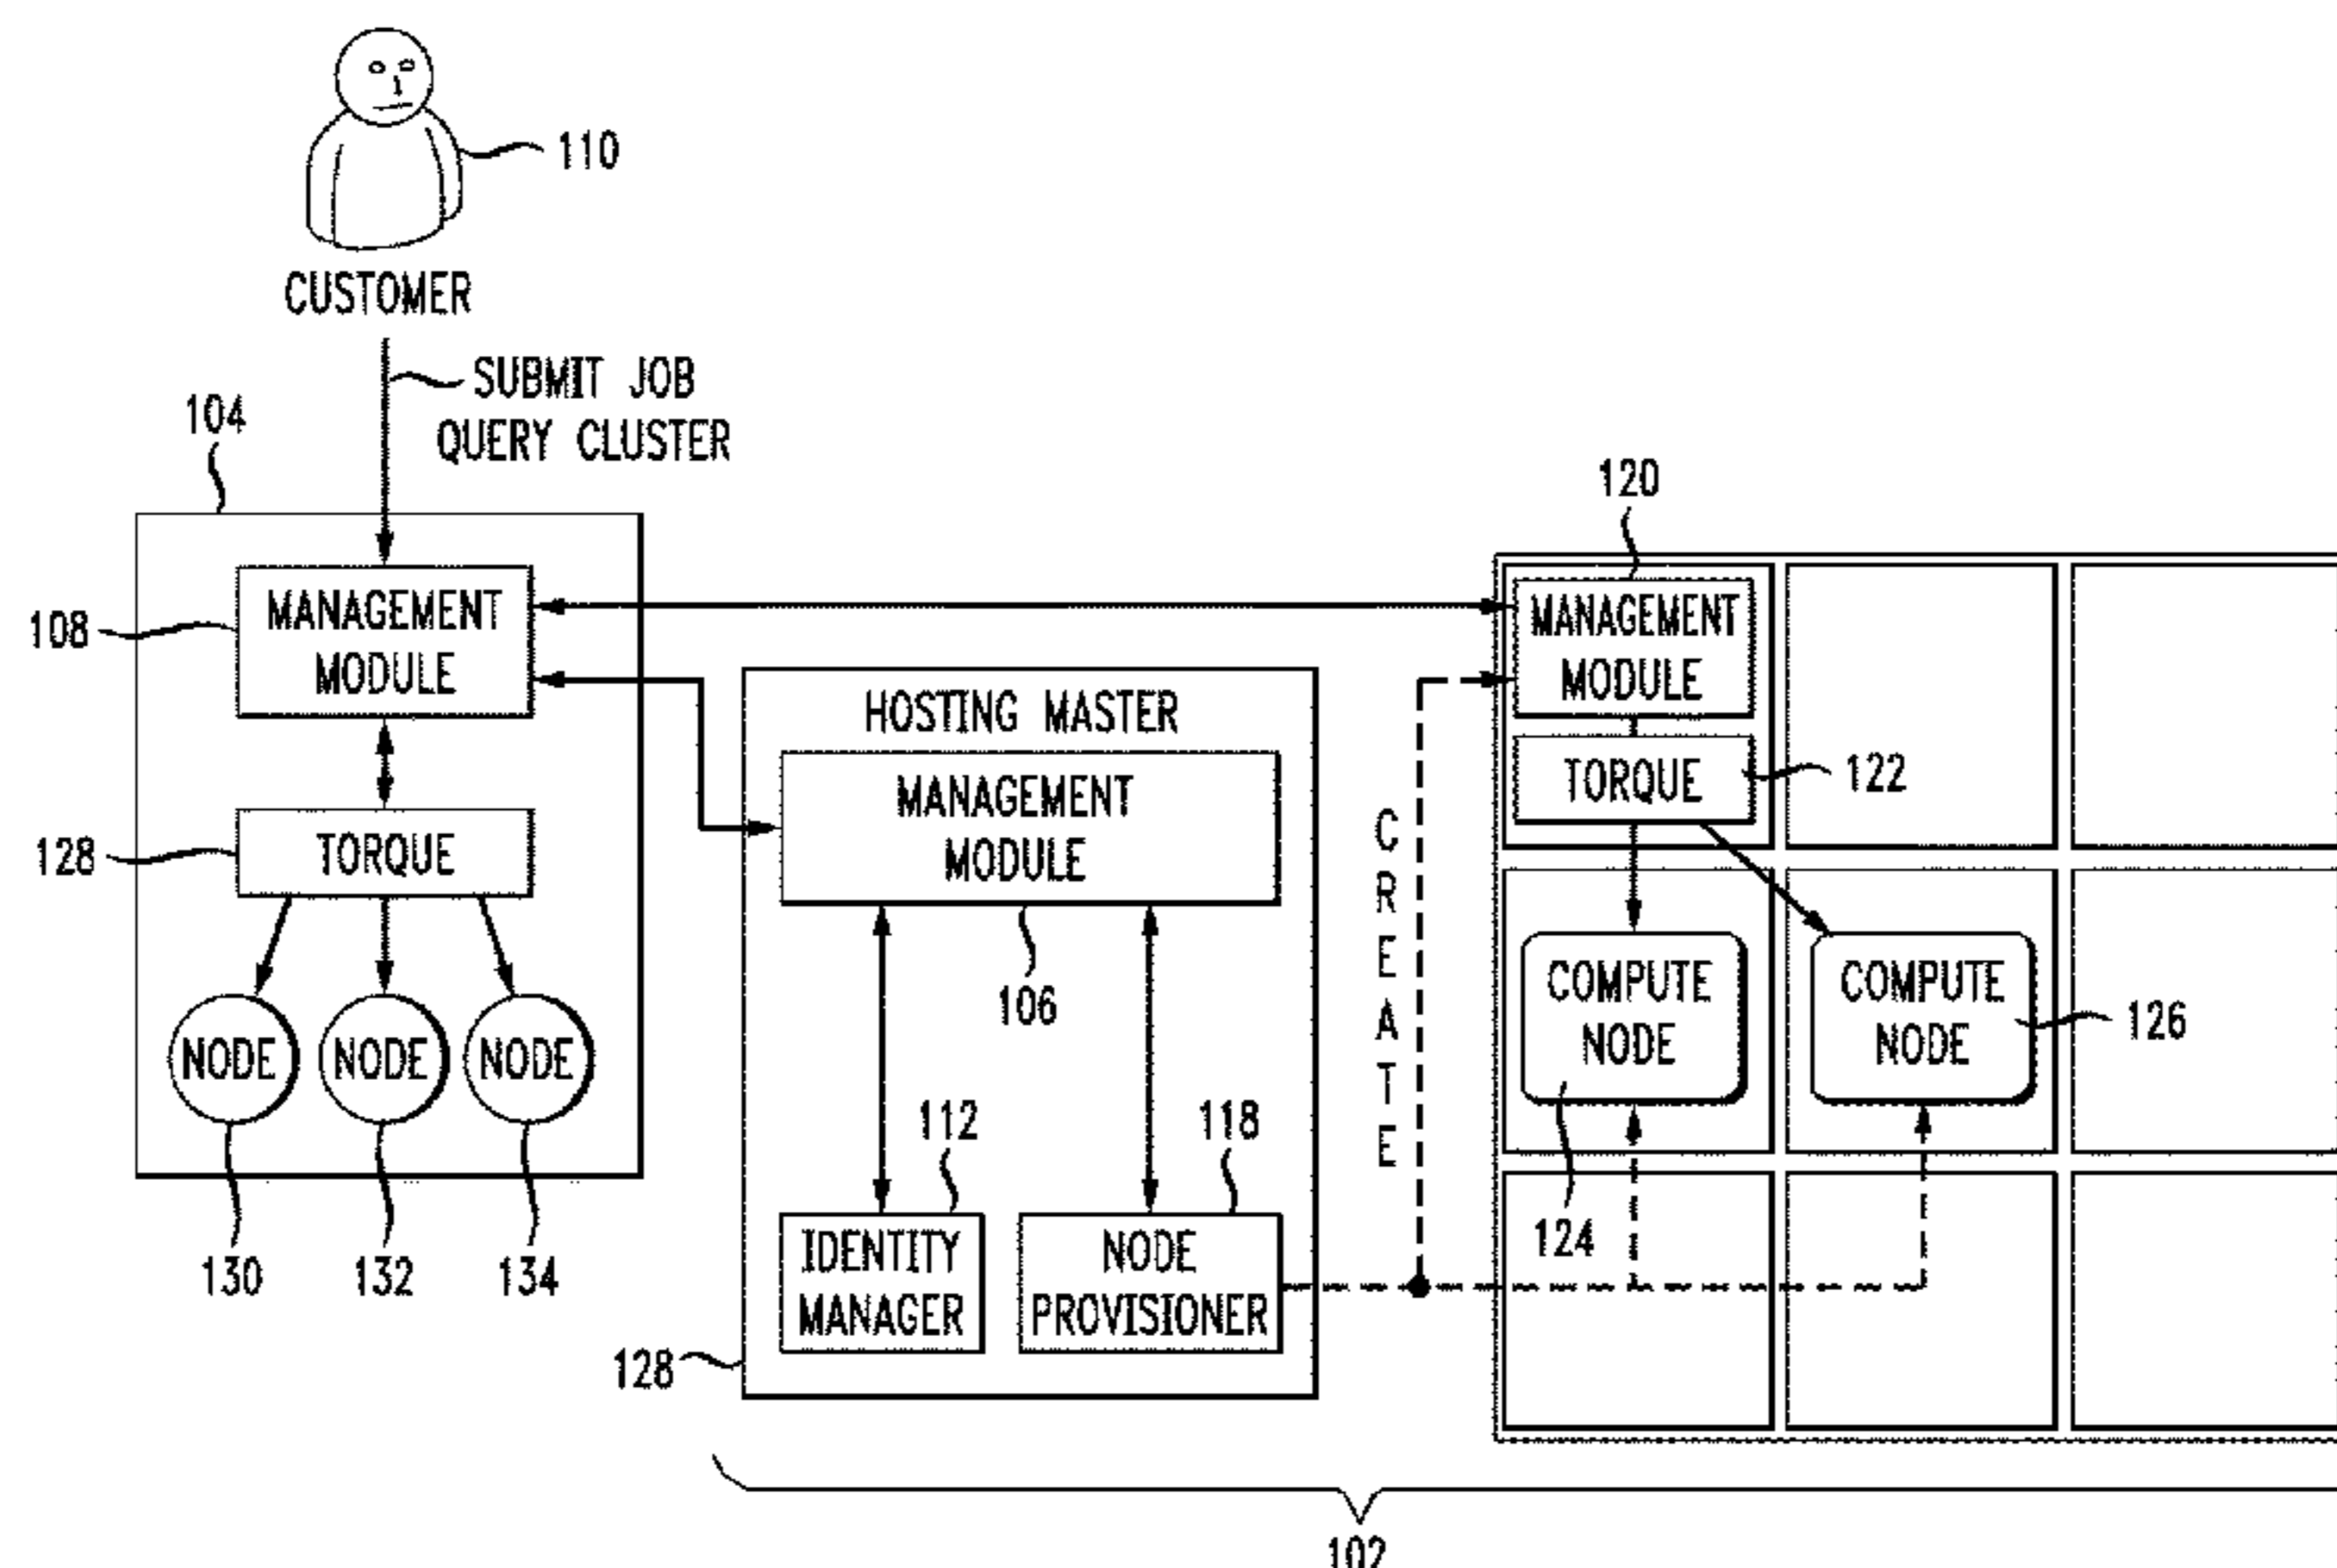 110
CUSTOMER
SUBMIT JOB
QUERY CLUSTER
104
108
MANAGEMENT
MODULE
128
TORQUE
NODE
NODE
NODE
130
132
134
HOSTING MASTER
MANAGEMENT
MODULE
106
112
118
IDENTITY
MANAGER
NODE
PROVISIONER
128
CREATE
120
MANAGEMENT
MODULE
TORQUE
122
COMPUTE
NODE
COMPUTE
NODE
126
124
102